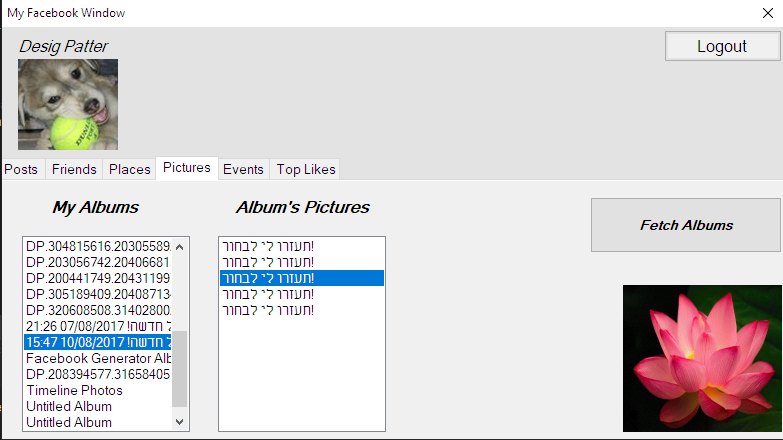 My Facebook Window
Desig Patter
Logout
Posts
Friends
Places
Pictures
Events
Top Likes
My Albums
Album's Pictures
Fetch Albums
DP.304815616.20305589
DP.203056742.20406681
DP.200441749.20431199
DP.305189409.20408713
DP.320608508.31402800
ל חדשה! 07/08/2017 21:26
ל חדשה! 10/08/2017 15:47
Facebook Generator Alb
DP.208394577.31658405
Timeline Photos
Untitled Album
Untitled Album
תעזרו לי לבחור!
תעזרו לי לבחור!
תעזרו לי לבחור!
תעזרו לי לבחור!
תעזרו לי לבחור!